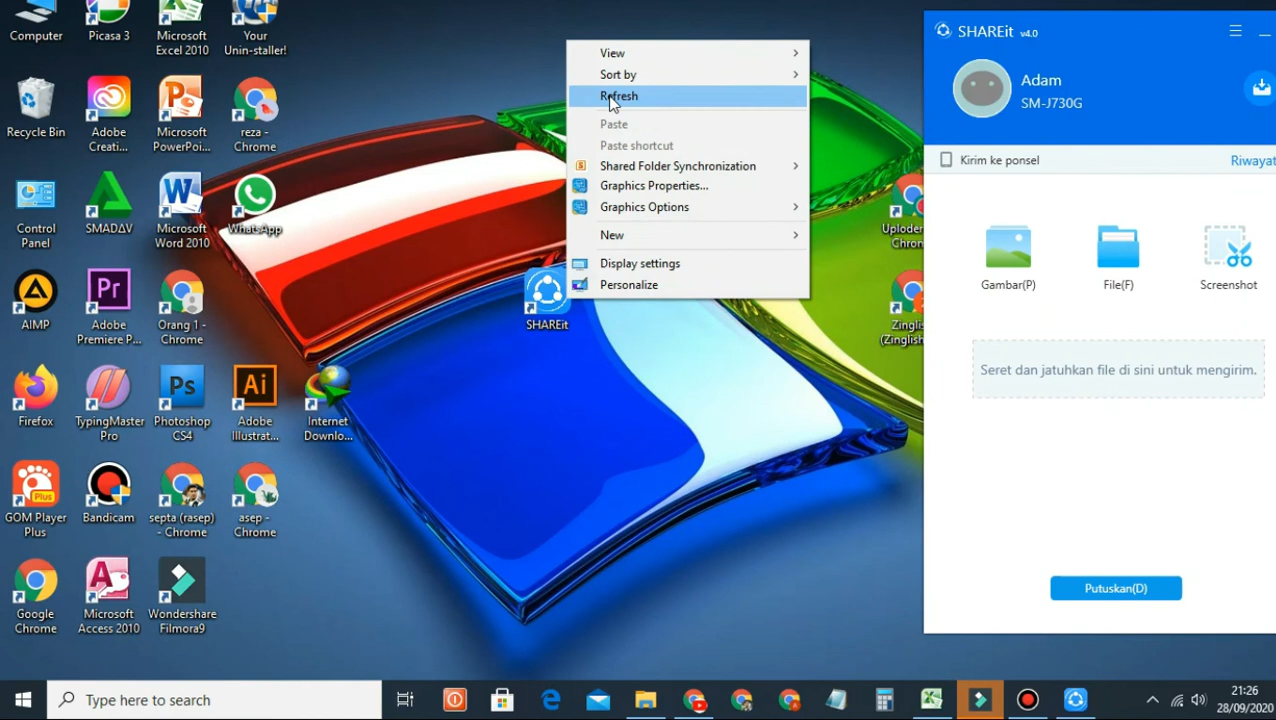 Computer
Picasa 3
Microsoft
Excel 2010
Your
Unin-staller!
Recycle Bin
Adobe
Creati...
Microsoft
PowerPoi...
reza -
Chrome
Control
Panel
SMADΔV
Microsoft
Word 2010
WhatsApp
AIMP
Adobe
Premiere P...
Orang 1 -
Chrome
Firefox
TypingMaster
Pro
Photoshop
CS4
Adobe
Illustrat...
Internet
Downlo...
GOM Player
Plus
Bandicam
septa (rasep)
- Chrome
asep -
Chrome
Google
Chrome
Microsoft
Access 2010
Wondershare
Filmora9
SHAREit
View
Sort by
Refresh
Paste
Paste shortcut
Shared Folder Synchronization
Graphics Properties...
Graphics Options
New
Display settings
Personalize
Uploder
Chrom
Zinglish
(Zinglish
SHAREit v4.0
Adam
SM-J730G
Kirim ke ponsel
Riwayat
Gambar(P)
File(F)
Screenshot
Seret dan jatuhkan file di sini untuk mengirim.
Putuskan(D)
Type here to search
21:26
28/09/2020